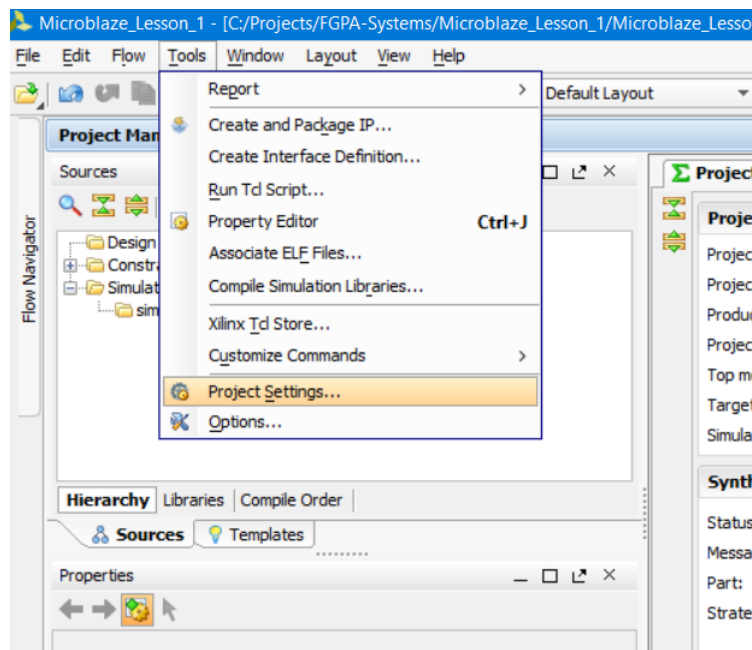 Microblaze_Lesson_1 - [C:/Projects/FGPA-Systems/Microblaze_Lesson_1/Microblaze_Lesso
File Edit Flow Tools Window Layout View Help
Report
Default Layout
Project Man
Create and Package IP...
Create Interface Definition...
Sources
Project
Run Tcl Script...
Property Editor Ctrl+J
Proje
Design
Associate ELF Files...
Projec
Constra
Compile Simulation Libraries...
Projec
Simulat
sim
Produc
Xilinx Tcl Store...
Projec
Customize Commands
Top m
Project Settings...
Target
Options...
Simula
Flow Navigator
Hierarchy Libraries Compile Order
Synth
Sources Templates
Status
Messa
Properties
Part:
Strate